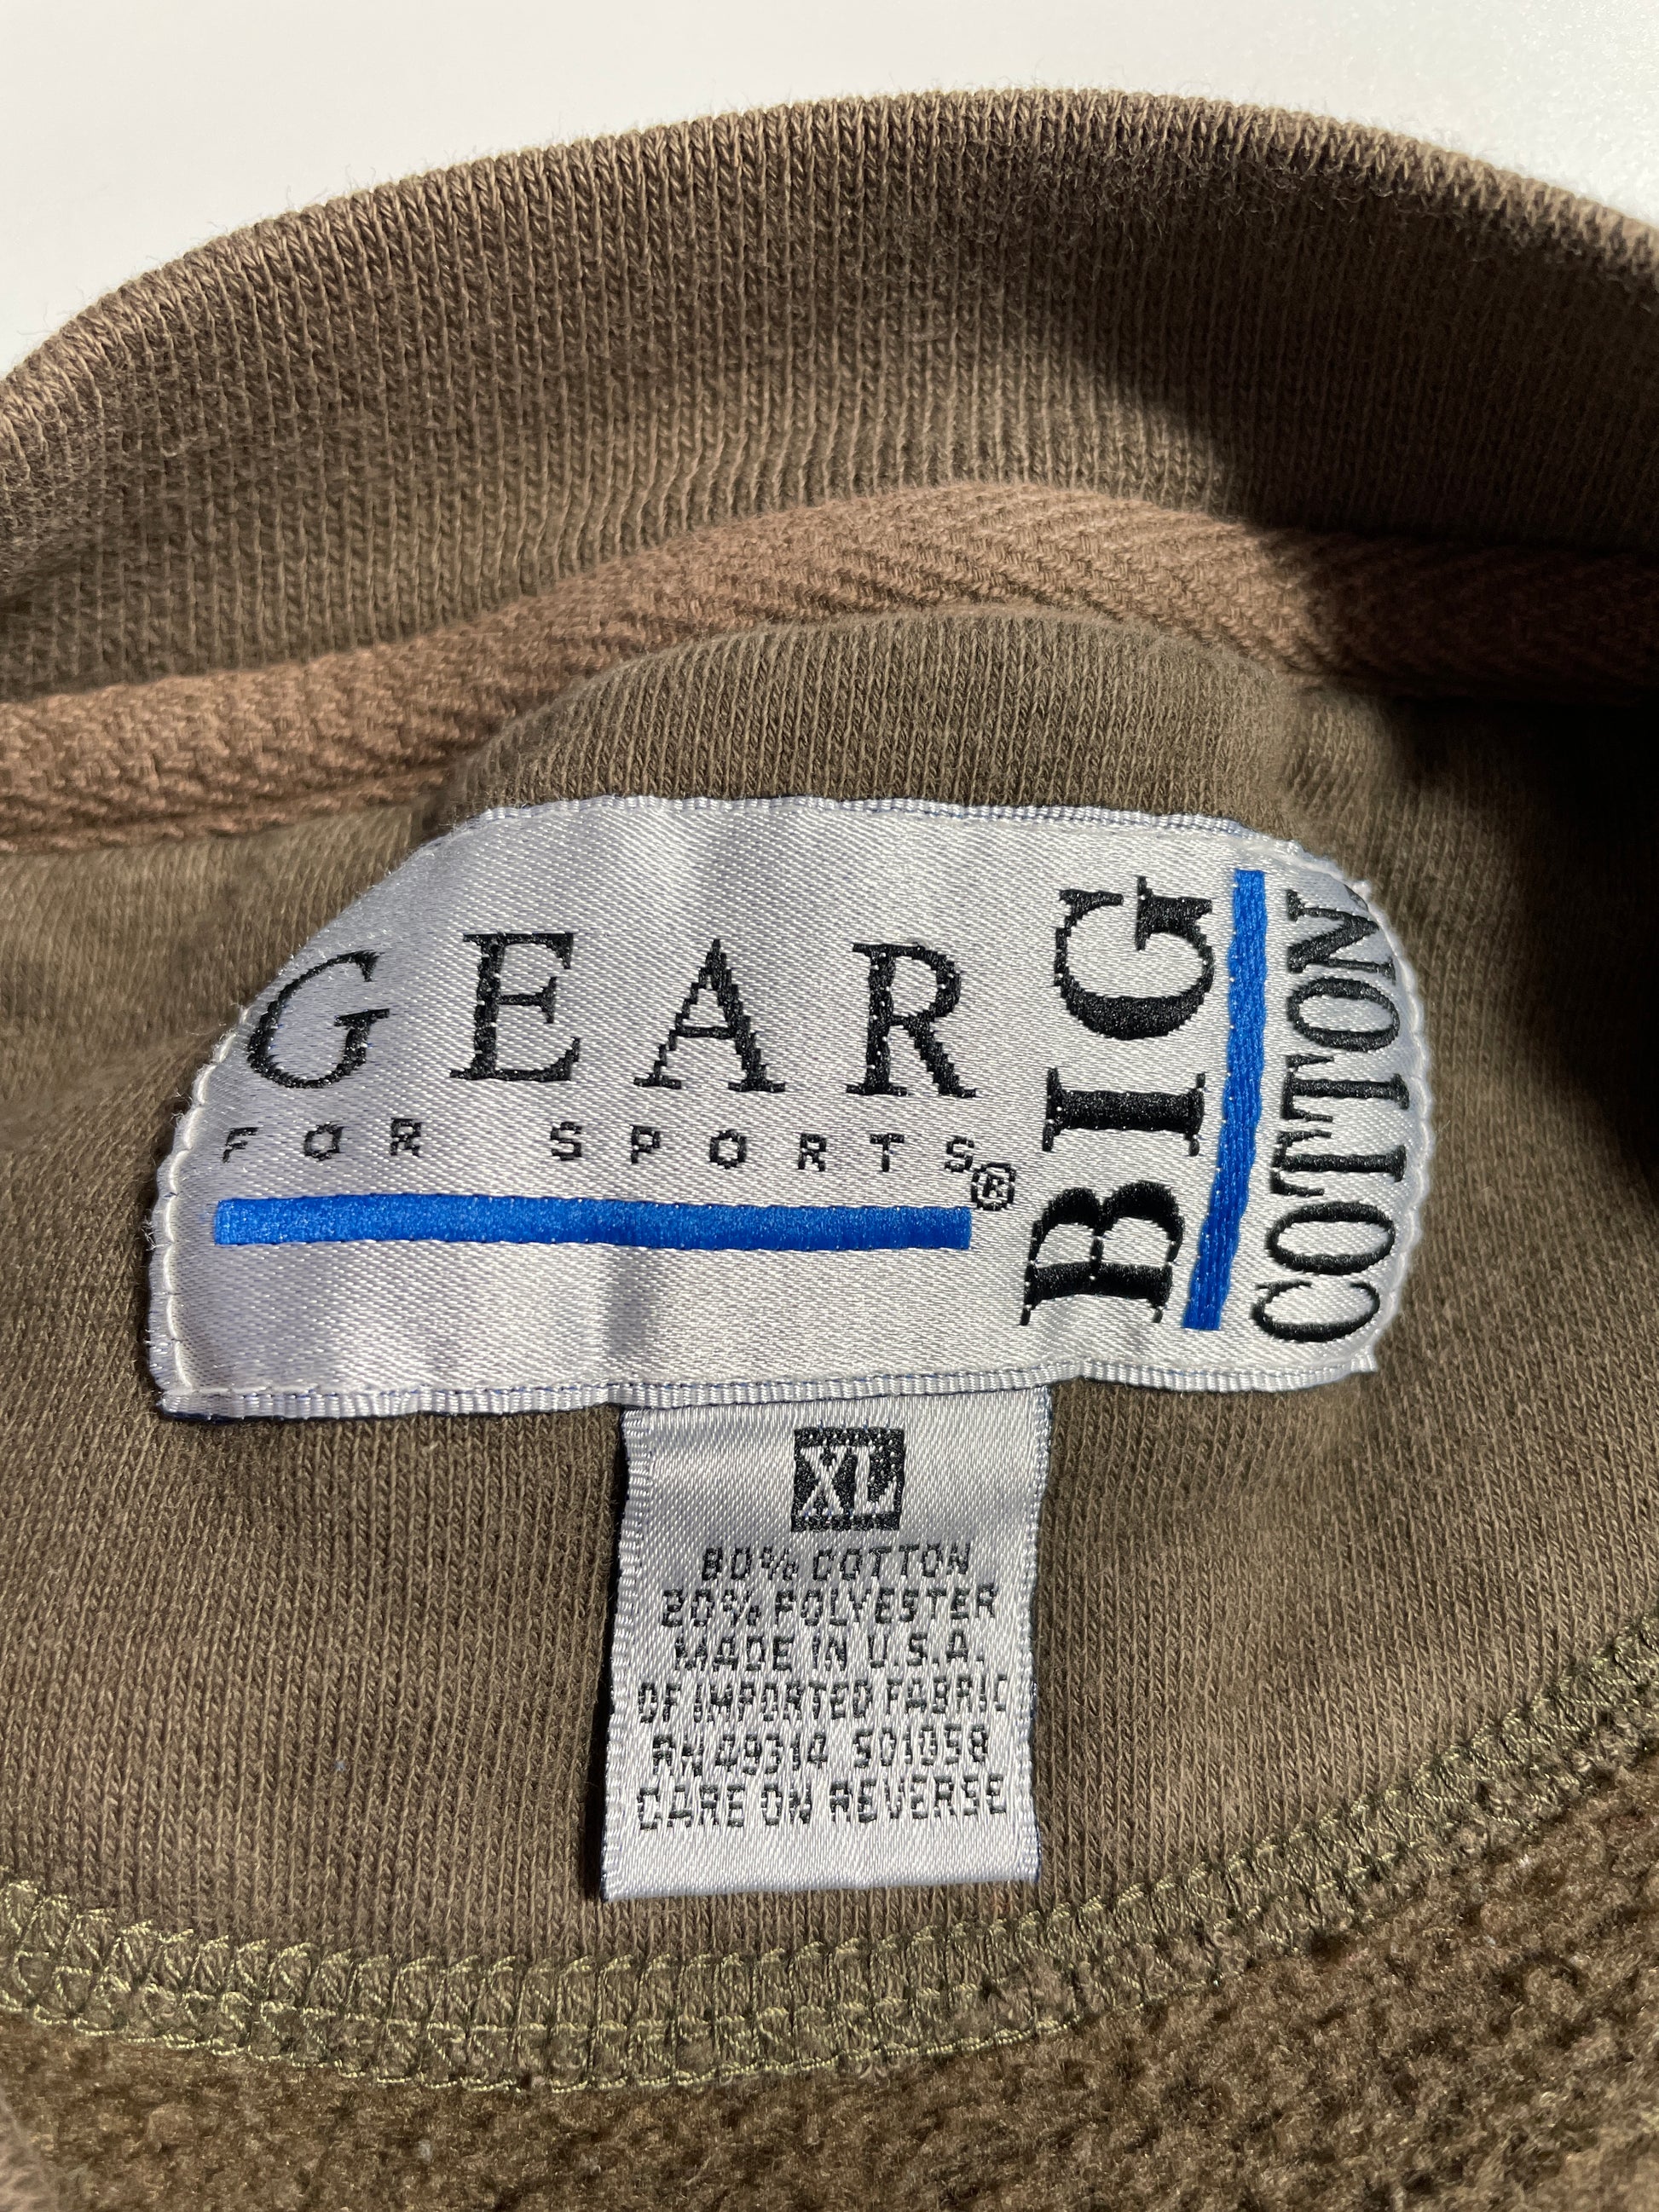 GEAR
FOR SPORTS®
BIG
COTTON
XL
80% COTTON
20% POLYESTER
MADE IN U.S.A.
OF IMPORTED FABRIC
RN 49314 S01058
CARE ON REVERSE